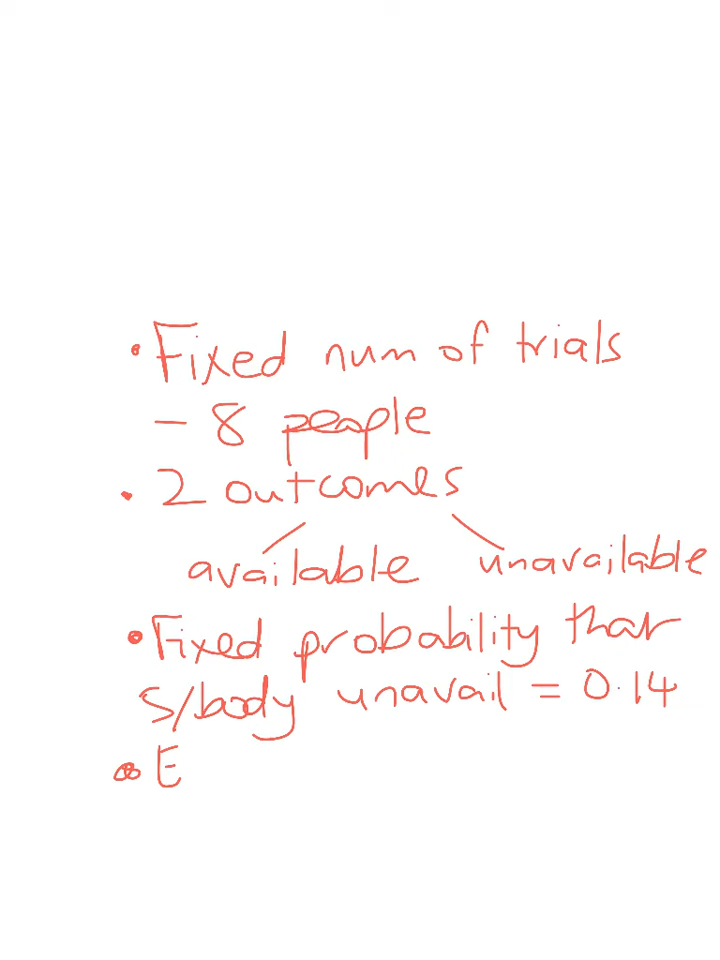 • Fixed num of trials
- 8 people
• 2 outcomes
available unavailable
• Fixed probability that
s/body unavail = 0.14
• E